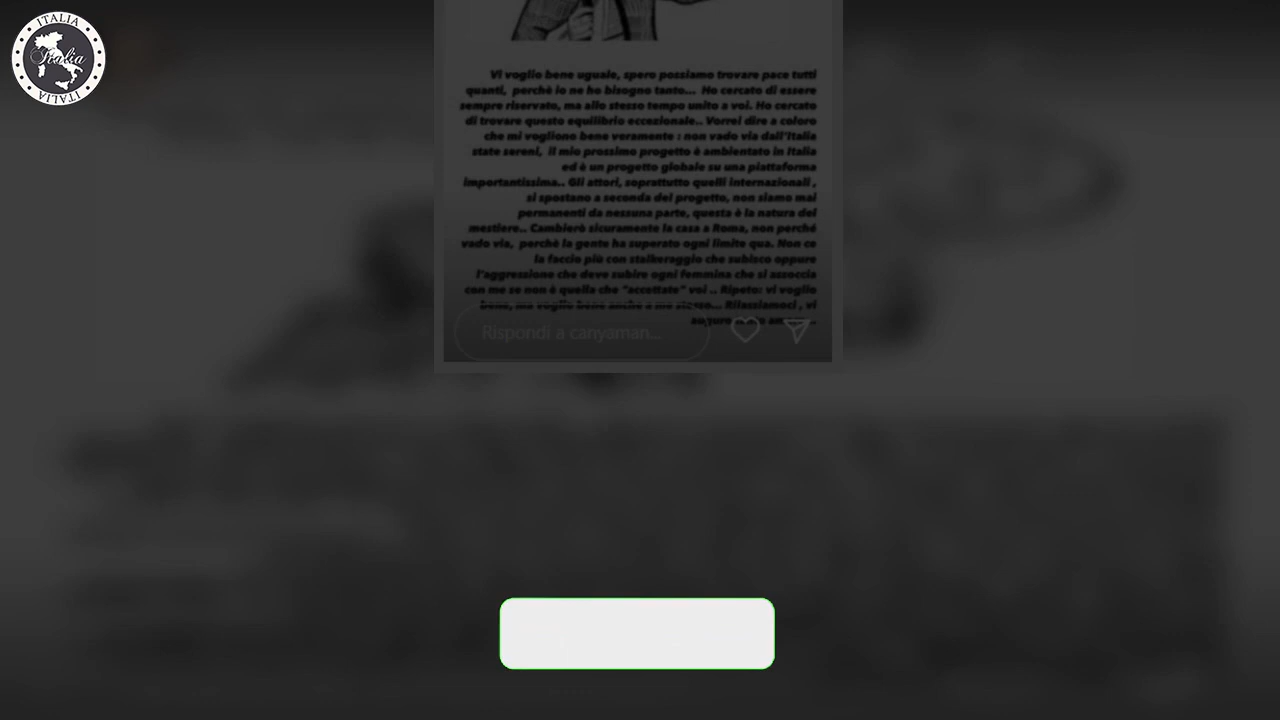 ITALIA
Italia
ITALIA
Vi voglio bene uguale, spero possiamo trovare pace tutti
quanti, perchè io ne ho bisogno tanto... Ho cercato di essere
sempre riservato, ma allo stesso tempo unito a voi. Ho cercato
di trovare questo equilibrio eccezionale.. Vorrei dire a coloro
che mi vogliono bene veramente : non vado via dall'Italia
state sereni, il mio prossimo progetto è ambientato in Italia
ed è un progetto globale su una piattaforma
importantissima.. Gli attori, soprattutto quelli internazionali ,
si spostano a seconda del progetto, non siamo mai
permanenti da nessuna parte, questa è la natura del
mestiere.. Cambierò sicuramente la casa a Roma, non perché
vado via, perchè la gente ha superato ogni limite qua. Non ce
la faccio più con stalkeraggio che subisco oppure
l'aggressione che deve subire ogni femmina che si associa
con me se non è quella che "accettate" voi .. Ripeto: vi voglio
bene, ma voglio bene anche a me stesso... Rilassiamoci , vi
auguro
Rispondi a canyaman...